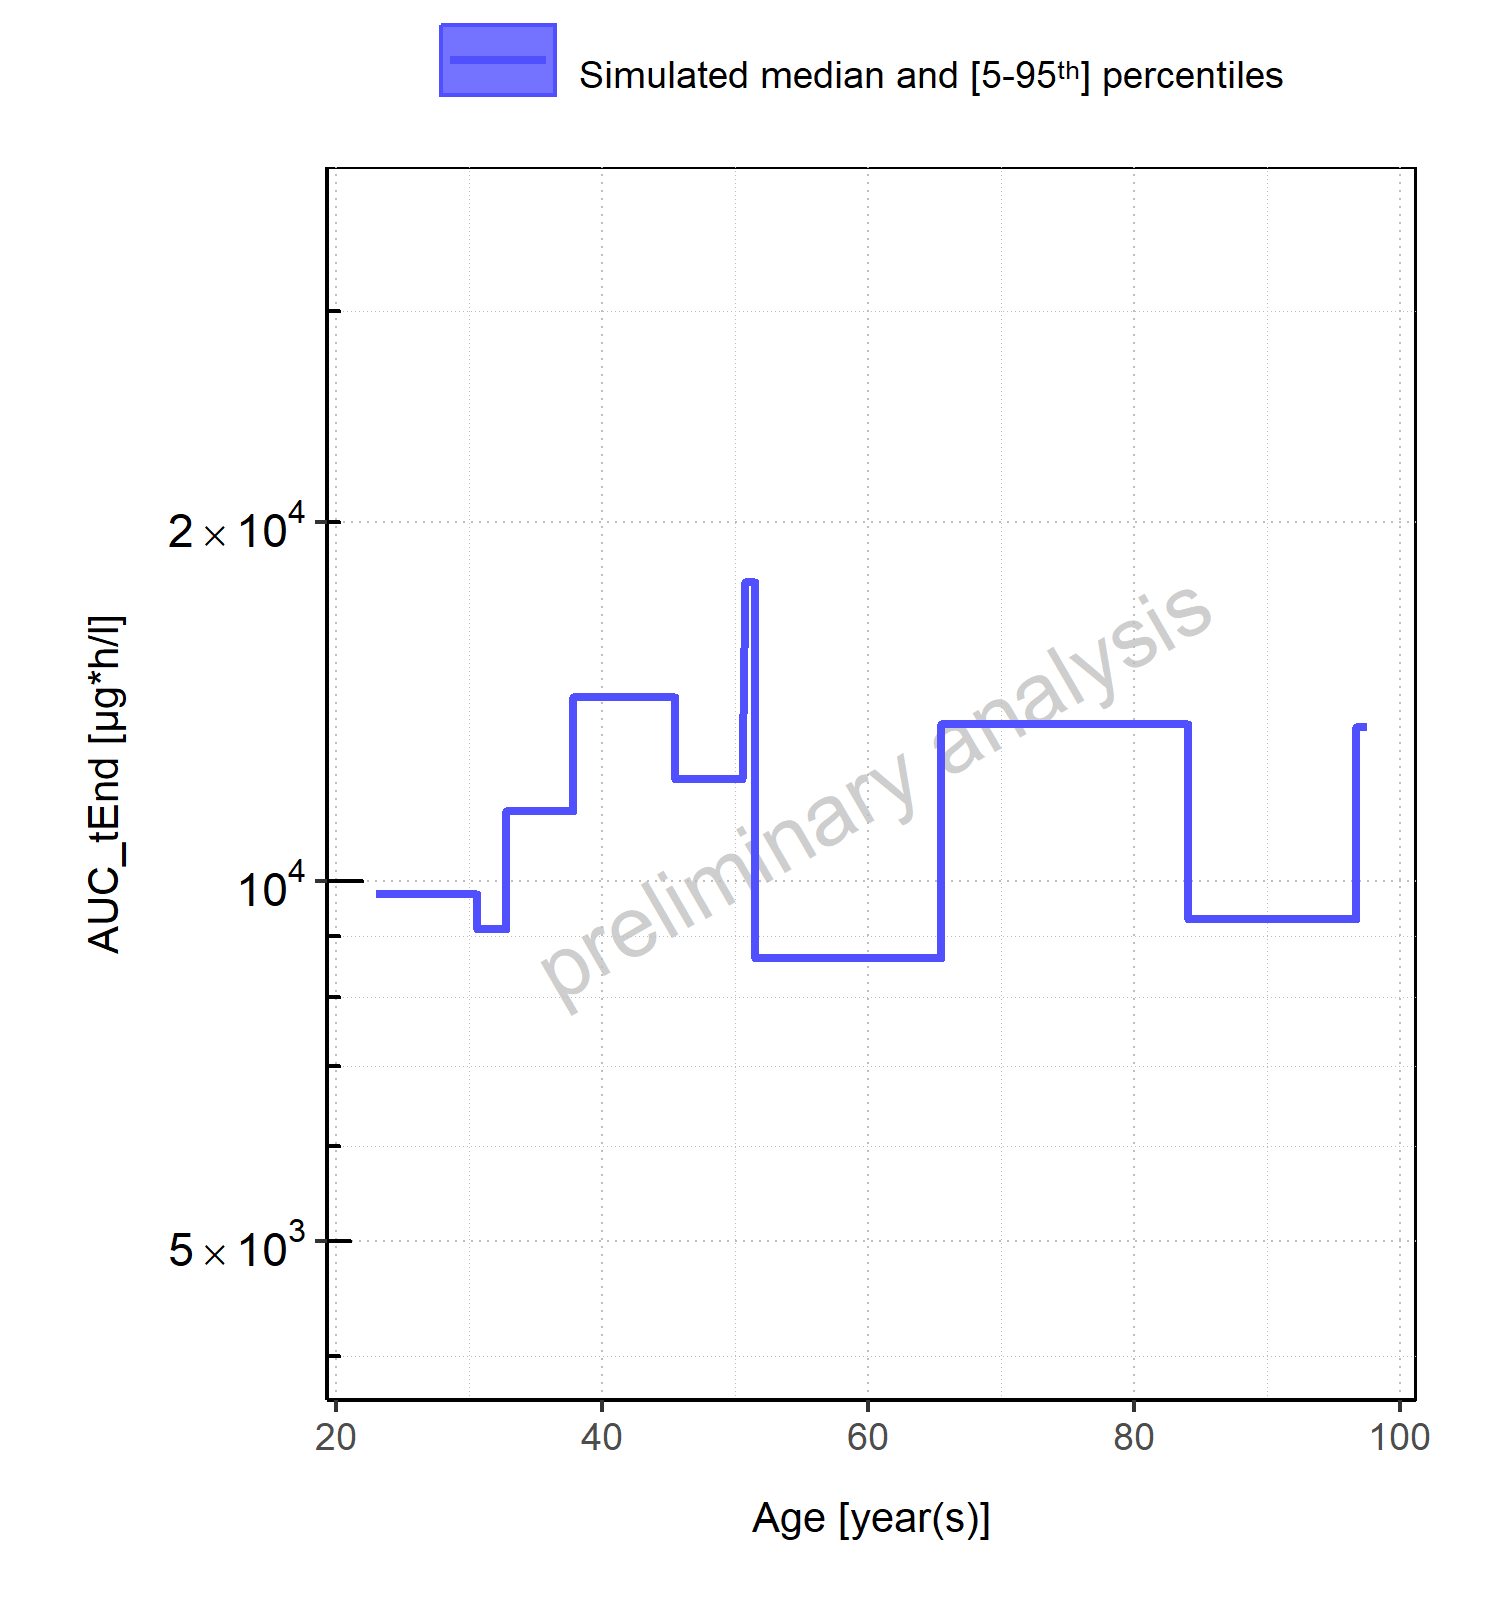 Simulated median and [5-95ᵗʰ] percentiles
2 × 10⁴
10⁴
5 × 10³
AUC_tEnd [µg*h/l]
preliminary analysis
20 40 60 80 100
Age [year(s)]